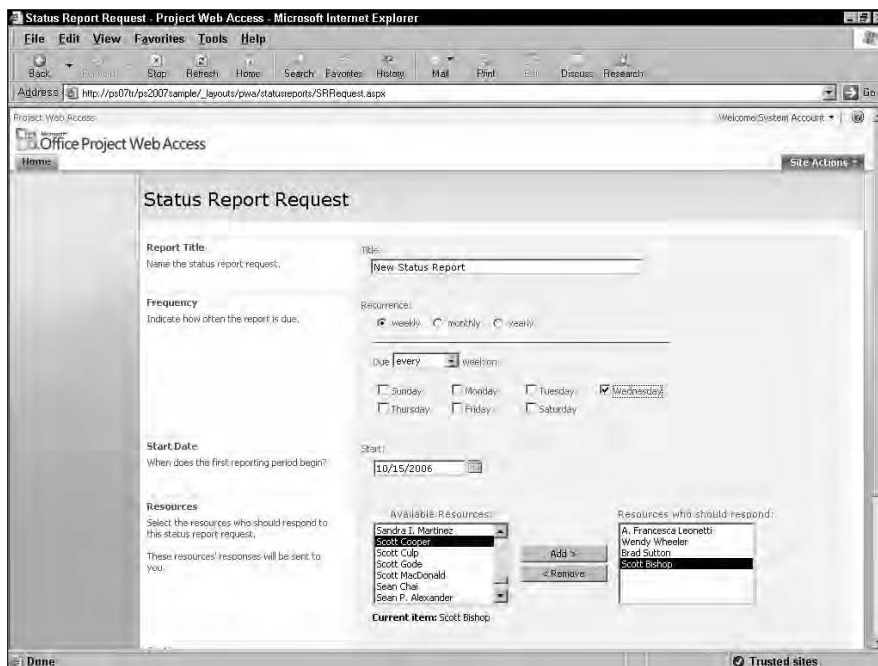 Status Report Request - Project Web Access - Microsoft Internet Explorer
File Edit View Favorites Tools Help
Back Forward Stop Refresh Home Search Favorites History Mail Print Edit Discuss Research
Address http://ps07tr/ps2007sample/_layouts/pwa/statusreports/SRRequest.aspx Go
Project Web Access Welcome System Account
Microsoft
Office Project Web Access
Home Site Actions
Status Report Request
Report Title
Name the status report request.
Title:
New Status Report
Frequency
Indicate how often the report is due.
Recurrence:
weekly monthly yearly
Due every week on:
Sunday Monday Tuesday Wednesday
Thursday Friday Saturday
Start Date
When does the first reporting period begin?
Start:
10/15/2006
Resources
Select the resources who should respond to
this status report request.
These resources' responses will be sent to
you.
Available Resources:
Sandra I. Martinez
Scott Cooper
Scott Culp
Scott Gode
Scott MacDonald
Sean Chai
Sean P. Alexander
Add >
< Remove
Resources who should respond:
A. Francesca Leonetti
Wendy Wheeler
Brad Sutton
Scott Bishop
Current item: Scott Bishop
Done Trusted sites